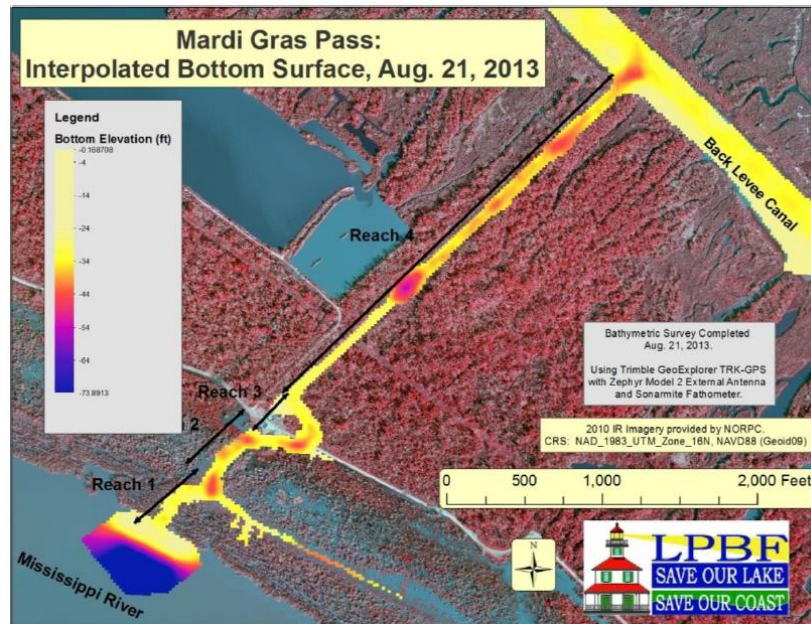 Mardi Gras Pass:
Interpolated Bottom Surface, Aug. 21, 2013
Legend
Bottom Elevation (ft)
-0.168798
-4
-14
-24
-34
-44
-54
-64
-73.8913
Back Levee Canal
Reach 4
Reach 3
2
Reach 1
Mississippi River
Bathymetric Survey Completed
Aug. 21, 2013.
Using Trimble GeoExplorer TRK-GPS
with Zephyr Model 2 External Antenna
and Sonarmite Fathometer.
2010 IR Imagery provided by NORPC.
CRS: NAD_1983_UTM_Zone_16N, NAVD88 (Geoid09)
0 500 1,000 2,000 Feet
N
LPBF
SAVE OUR LAKE
SAVE OUR COAST